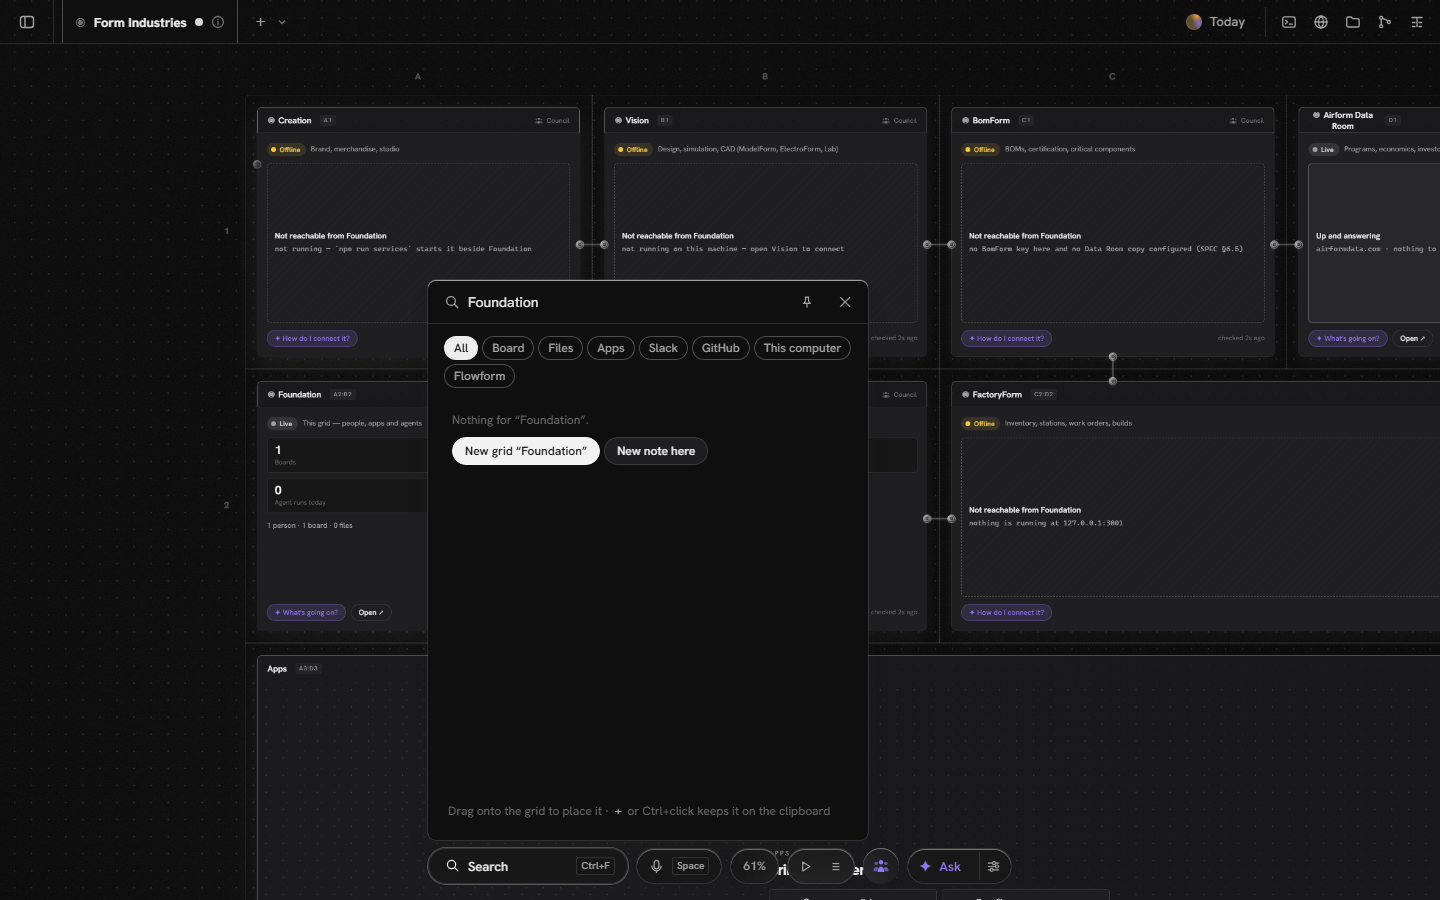 Form Industries
Today
A
B
C
Creation A1 Council
Offline Brand, merchandise, studio
Not reachable from Foundation
not running — `npm run services` starts it beside Foundation
How do I connect it?
Vision B1 Council
Offline Design, simulation, CAD (ModelForm, ElectroForm, Lab)
Not reachable from Foundation
not running on this machine — open Vision to connect
checked 2s ago
BomForm C1 Council
Offline BOMs, certification, critical components
Not reachable from Foundation
no BomForm key here and no Data Room copy configured (SPEC §6.5)
How do I connect it?
checked 2s ago
Airform Data
Room D1
Live Programs, economics, investo
Up and answering
airformdata.com · nothing to
What's going on? Open ↗
1
Foundation
All Board Files Apps Slack GitHub This computer
Flowform
Nothing for “Foundation”.
New grid “Foundation” New note here
Drag onto the grid to place it · + or Ctrl+click keeps it on the clipboard
Foundation A2:B2
Council
Live This grid — people, apps and agents
1
Boards
0
Agent runs today
1 person · 1 board · 0 files
What's going on? Open ↗
checked 2s ago
FactoryForm C2:D2
Offline Inventory, stations, work orders, builds
Not reachable from Foundation
nothing is running at 127.0.0.1:3001
How do I connect it?
2
Apps A3:D3
Search Ctrl+F
Space
61%
Ask